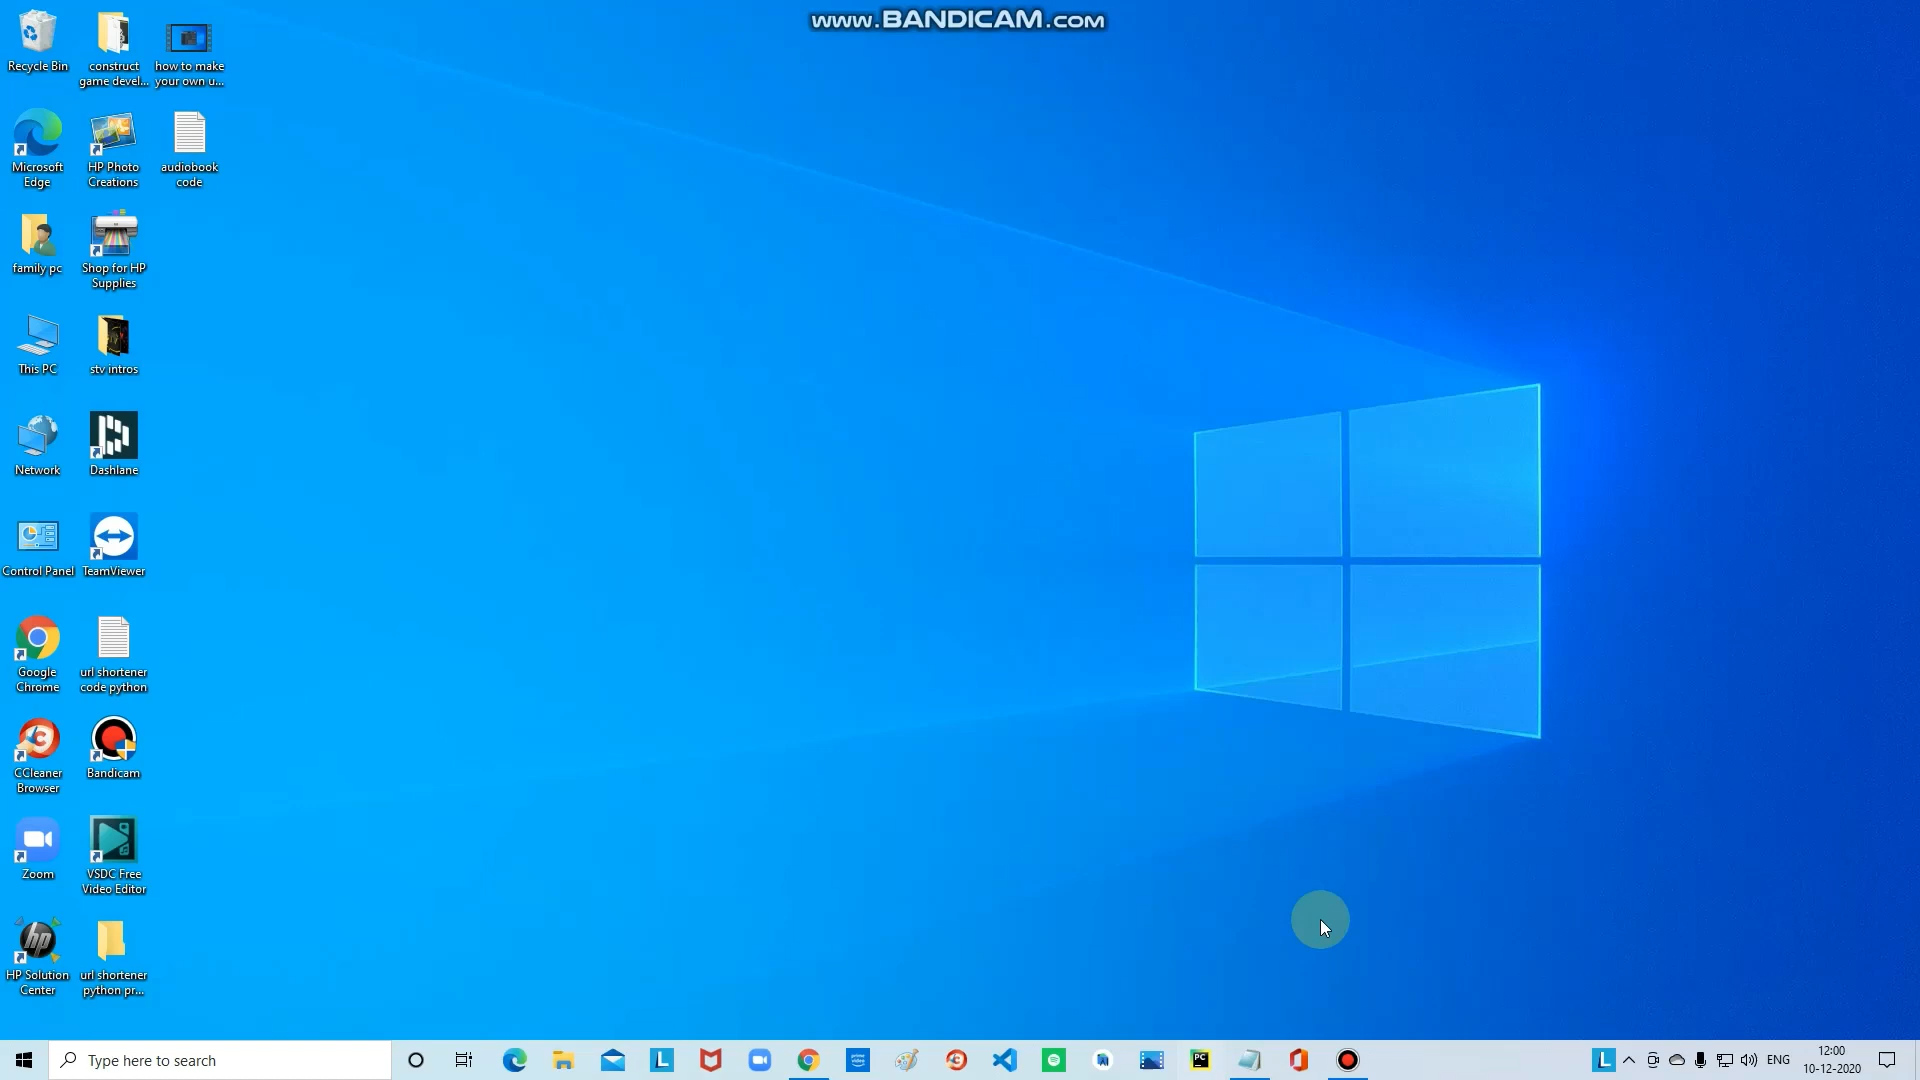 www.BANDICAM.com
Recycle Bin
construct
game devel...
how to make
your own u...
Microsoft
Edge
HP Photo
Creations
audiobook
code
family pc
Shop for HP
Supplies
This PC
stv intros
Network
Dashlane
Control Panel
TeamViewer
Google
Chrome
url shortener
code python
CCleaner
Browser
Bandicam
Zoom
VSDC Free
Video Editor
HP Solution
Center
url shortener
python pr...
Type here to search
ENG
12:00
10-12-2020